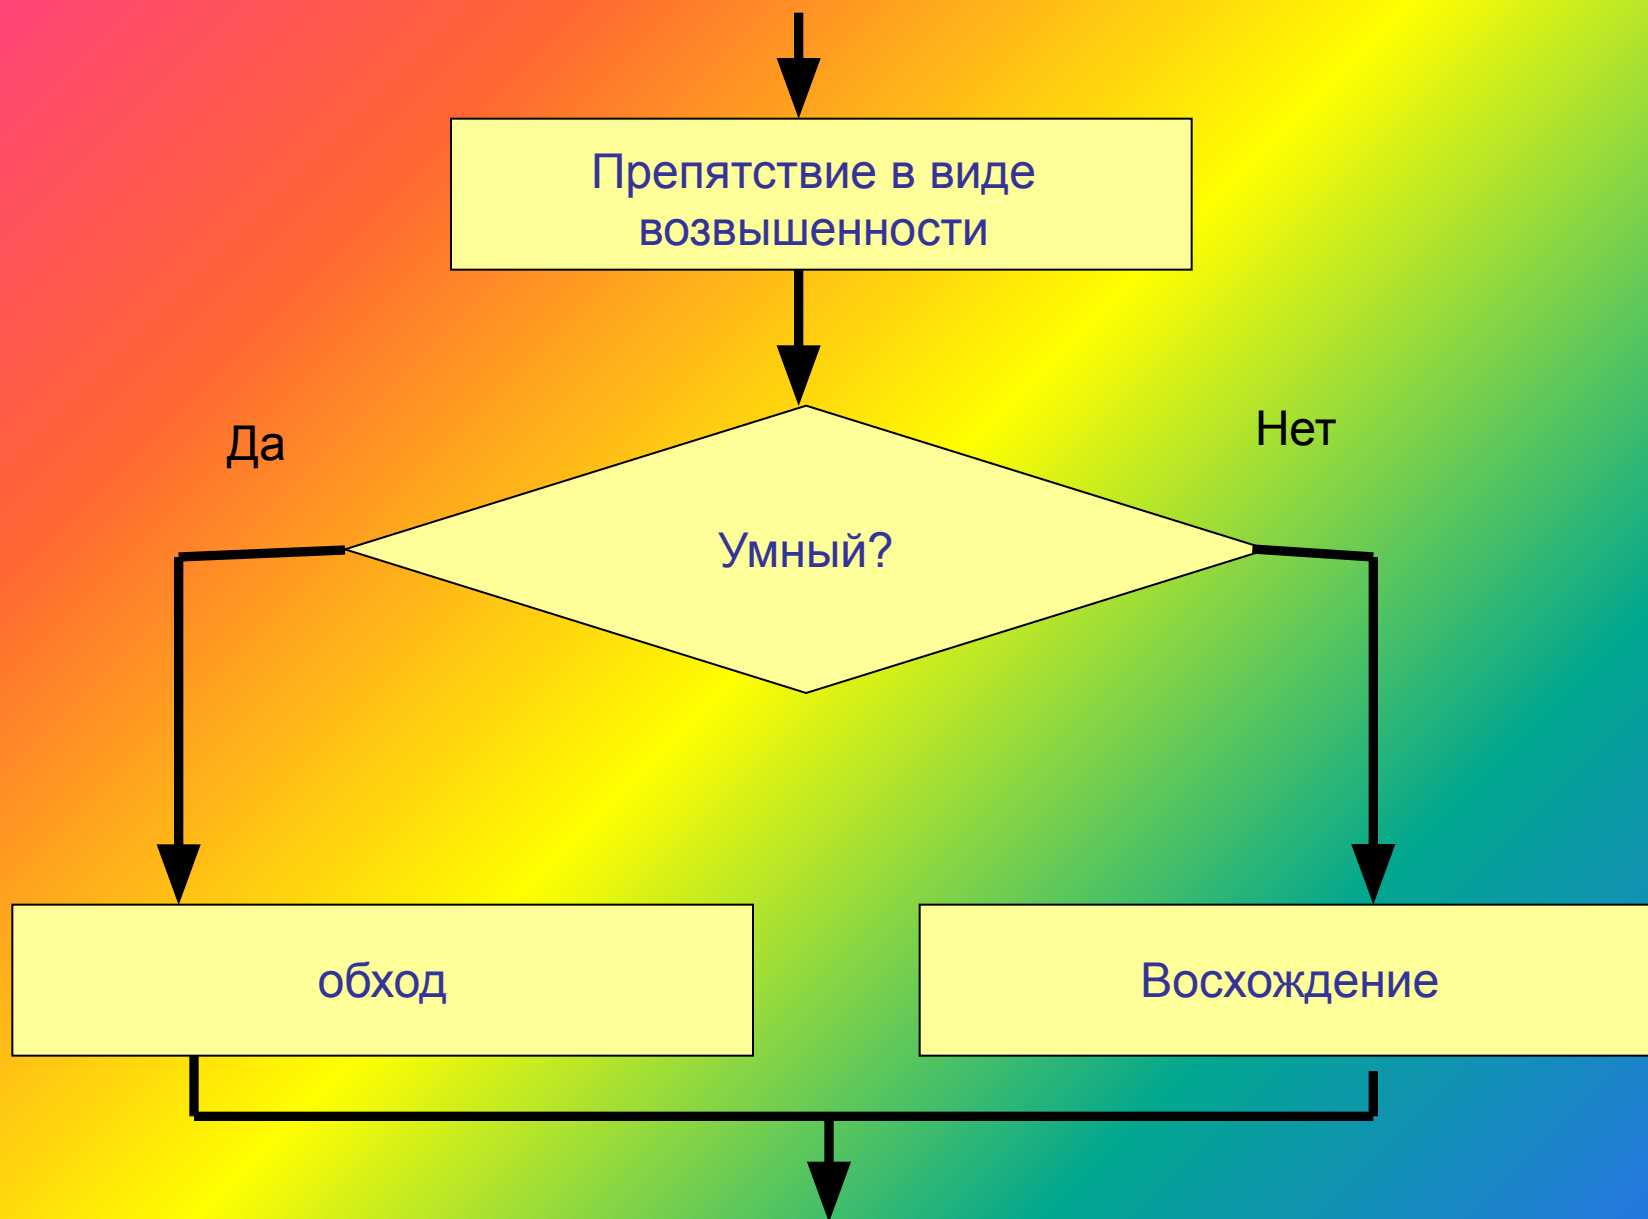 Препятствие в виде
возвышенности
Да
Нет
Умный?
обход
Восхождение